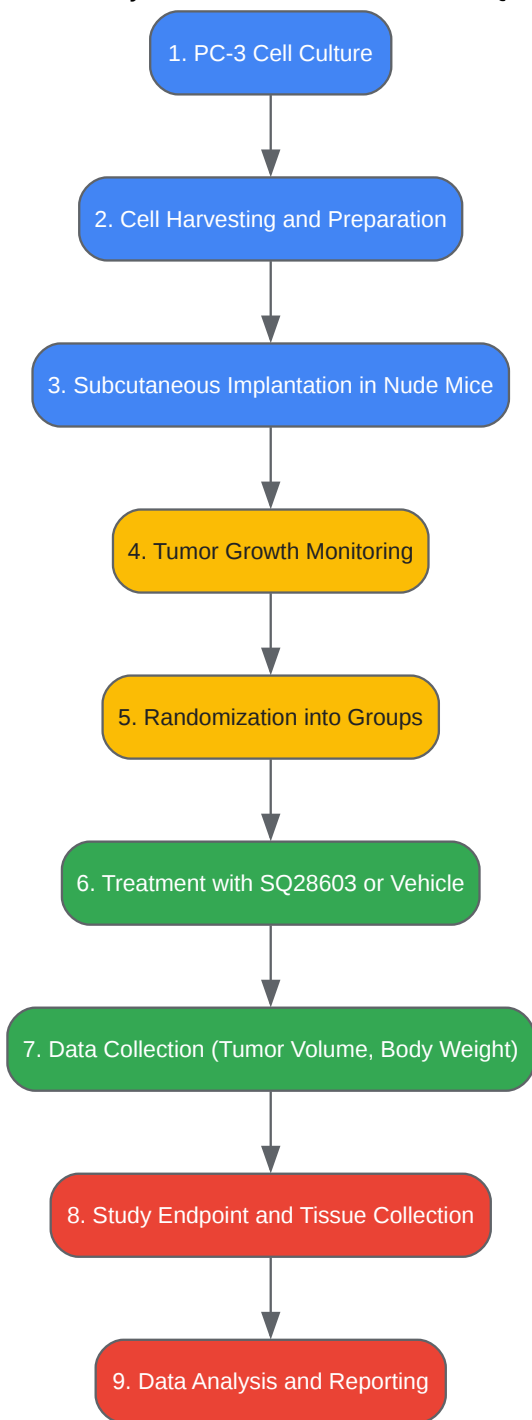 1. PC-3 Cell Culture
2. Cell Harvesting and Preparation
3. Subcutaneous Implantation in Nude Mice
4. Tumor Growth Monitoring
5. Randomization into Groups
6. Treatment with SQ28603 or Vehicle
7. Data Collection (Tumor Volume, Body Weight)
8. Study Endpoint and Tissue Collection
9. Data Analysis and Reporting